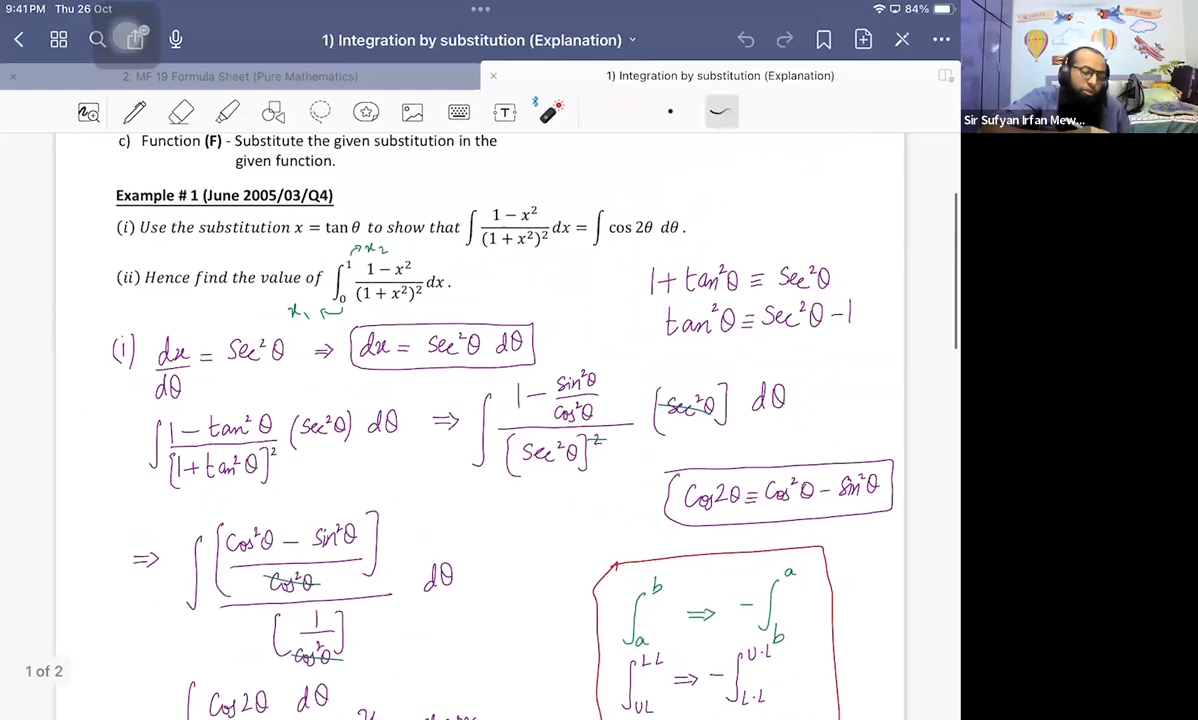 9:41 PM Thu 26 Oct
84%
1) Integration by substitution (Explanation)
2. MF 19 Formula Sheet (Pure Mathematics)
1) Integration by substitution (Explanation)
Sir Sufyan Irfan Mew...
c) Function (F) - Substitute the given substitution in the
given function.
Example # 1 (June 2005/03/Q4)
(i) Use the substitution x = tan θ to show that ∫ (1 − x²)/(1 + x²)² dx = ∫ cos 2θ dθ .
→ x₂
(ii) Hence find the value of ∫₀¹ (1 − x²)/(1 + x²)² dx .
x₁ ←
1 + tan²θ ≡ Sec²θ
tan²θ ≡ Sec²θ − 1
(i) dx/dθ = Sec²θ ⇒ dx = Sec²θ dθ
∫ (1 − tan²θ)/[1 + tan²θ]² (Sec²θ) dθ ⇒ ∫ (1 − sin²θ/cos²θ)/[Sec²θ]² [sec²θ] dθ
Cos2θ ≡ Cos²θ − Sin²θ
⇒ ∫ [(Cos²θ − Sin²θ)/Cos²θ]/[1/Cos²θ] dθ
∫ₐᵇ ⇒ − ∫_b^a
∫_UL^LL ⇒ − ∫_L.L^U.L
1 of 2
∫ Cos2θ dθ